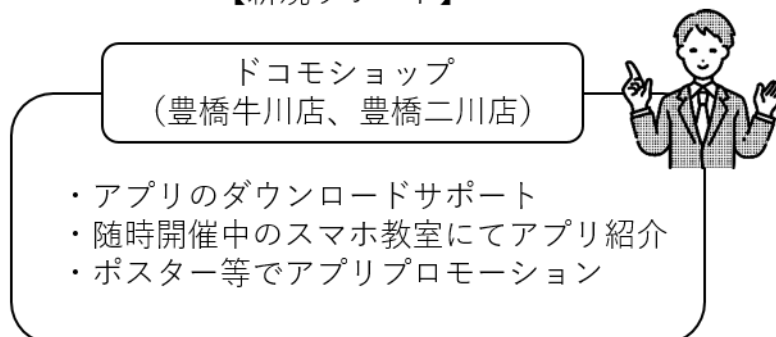 ドコモショップ
（豊橋牛川店、豊橋二川店）
・アプリのダウンロードサポート
・随時開催中のスマホ教室にてアプリ紹介
・ポスター等でアプリプロモーション